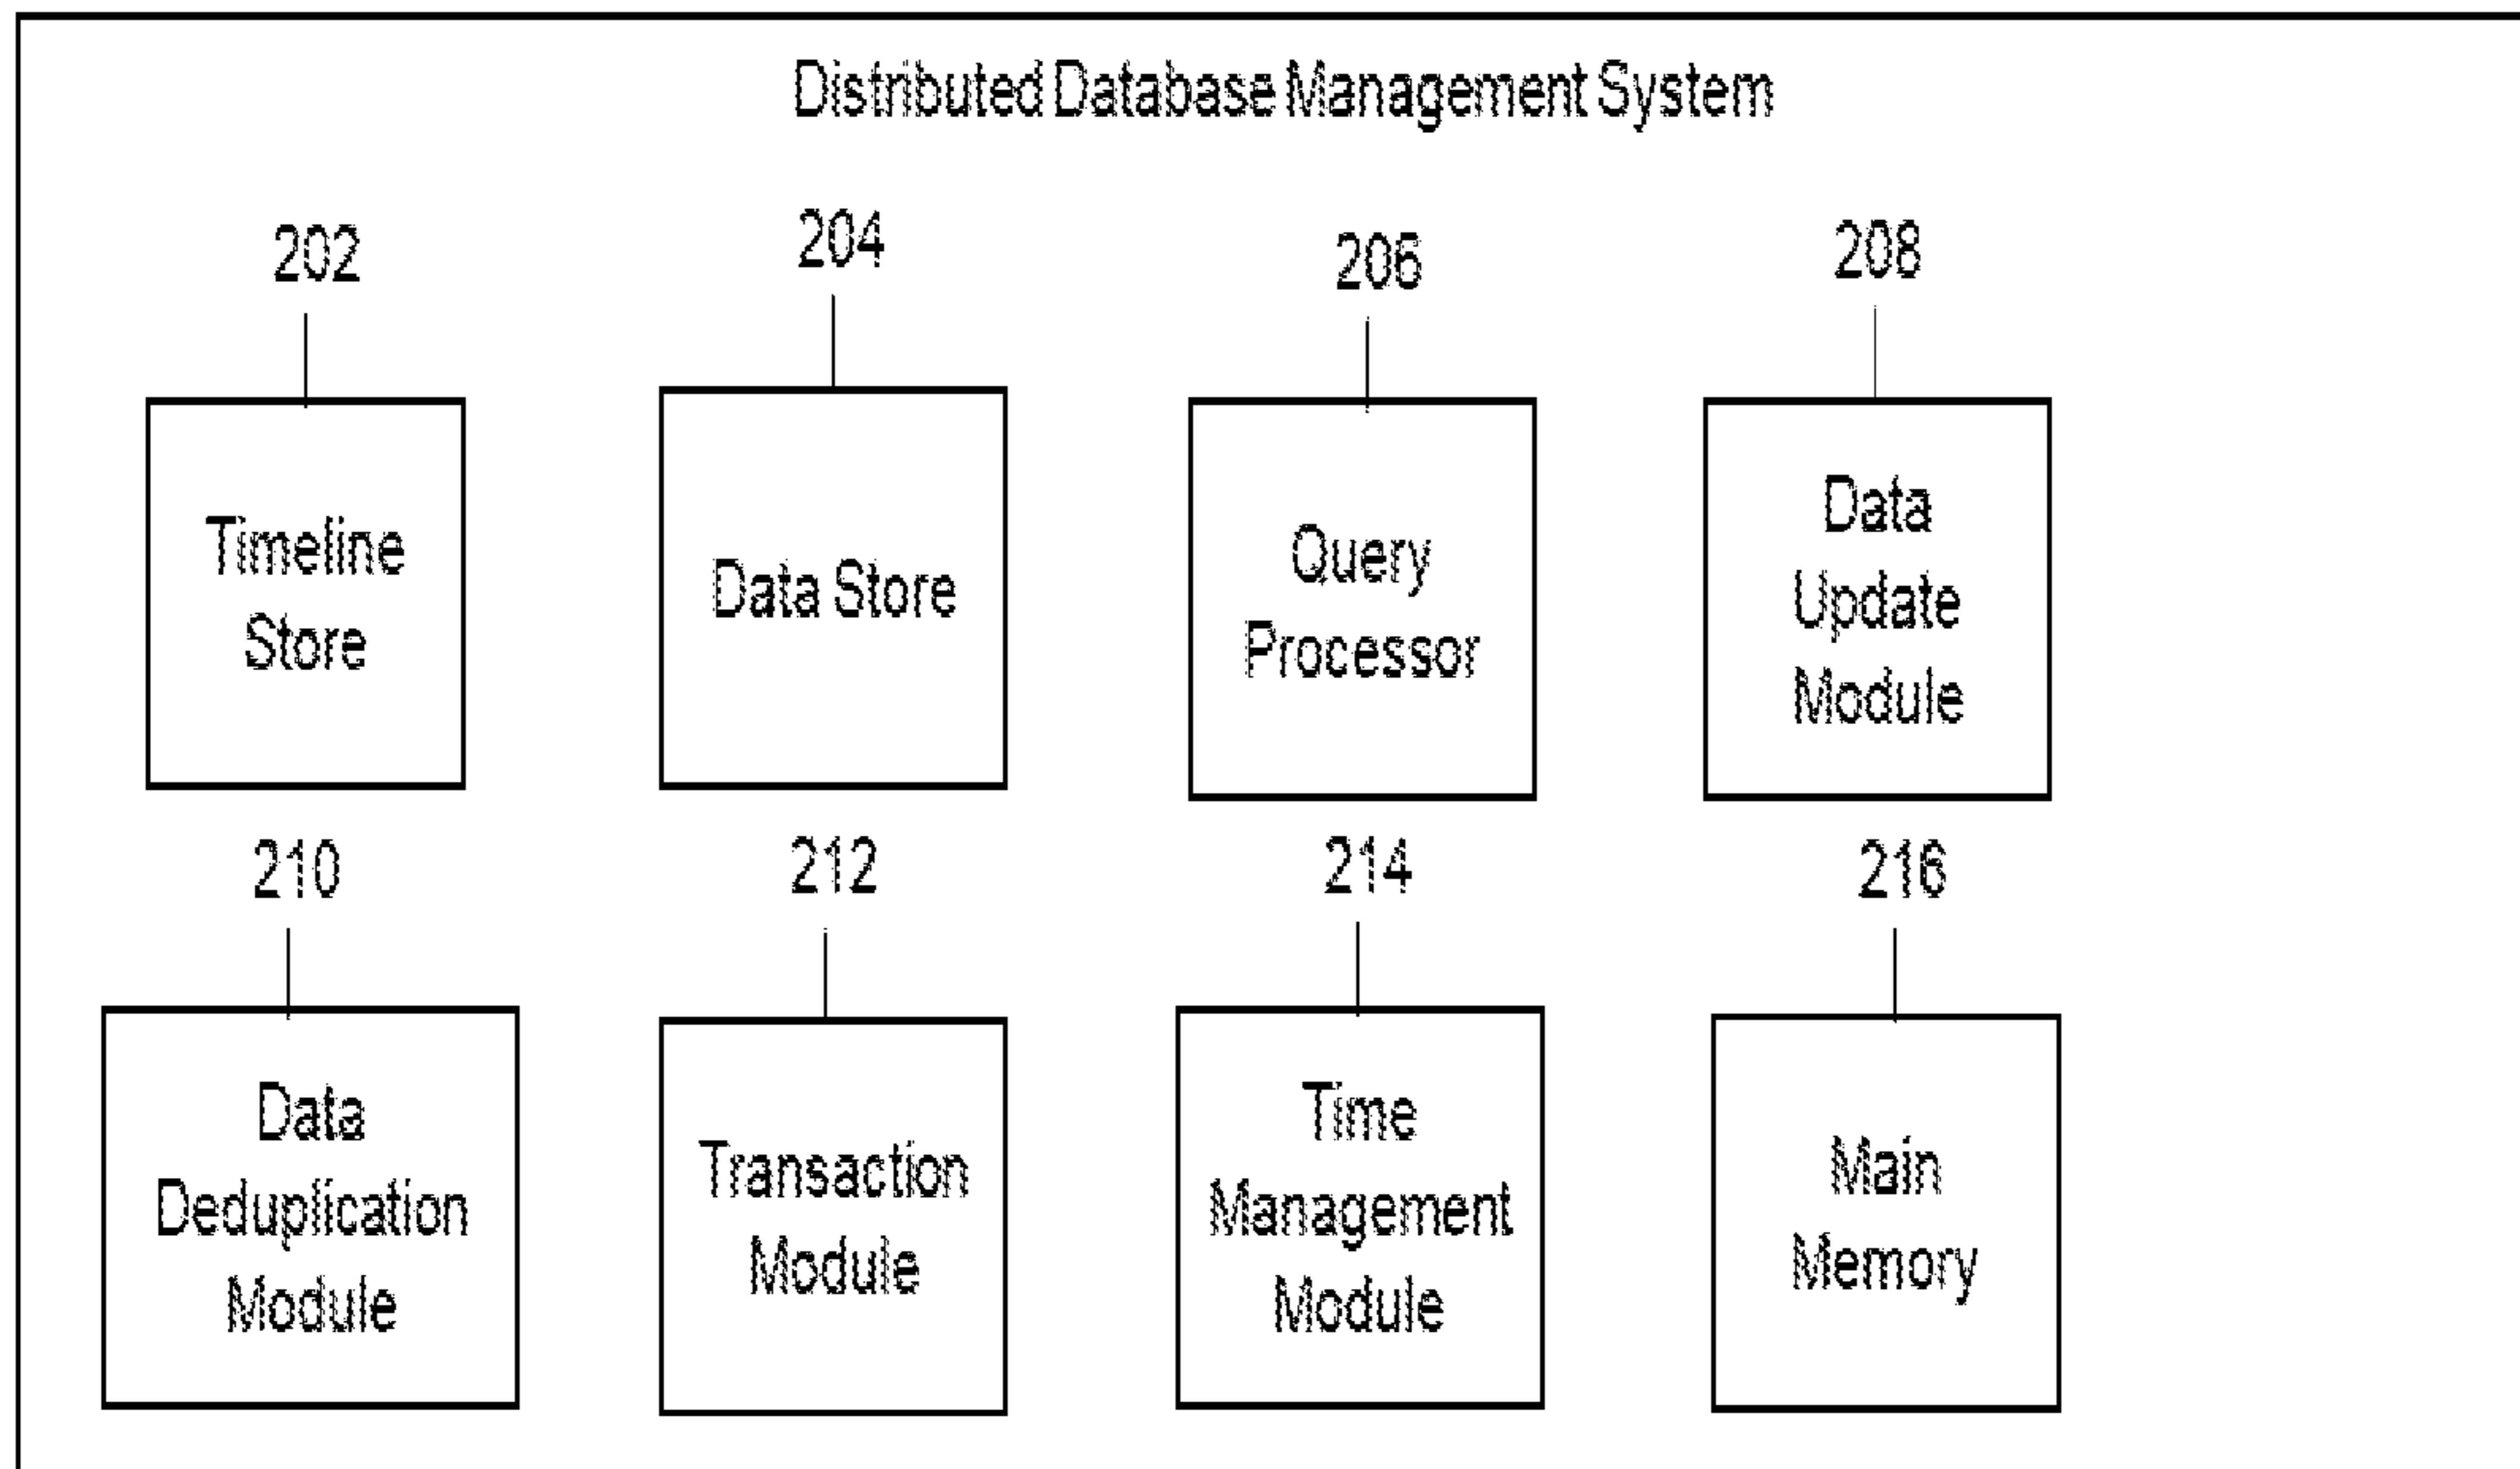 Distributed Database Management System
202
204
206
208
Timeline
Store
Data Store
Query
Processor
Data
Update
Module
210
212
214
216
Data
Deduplication
Module
Transaction
Module
Time
Management
Module
Main
Memory